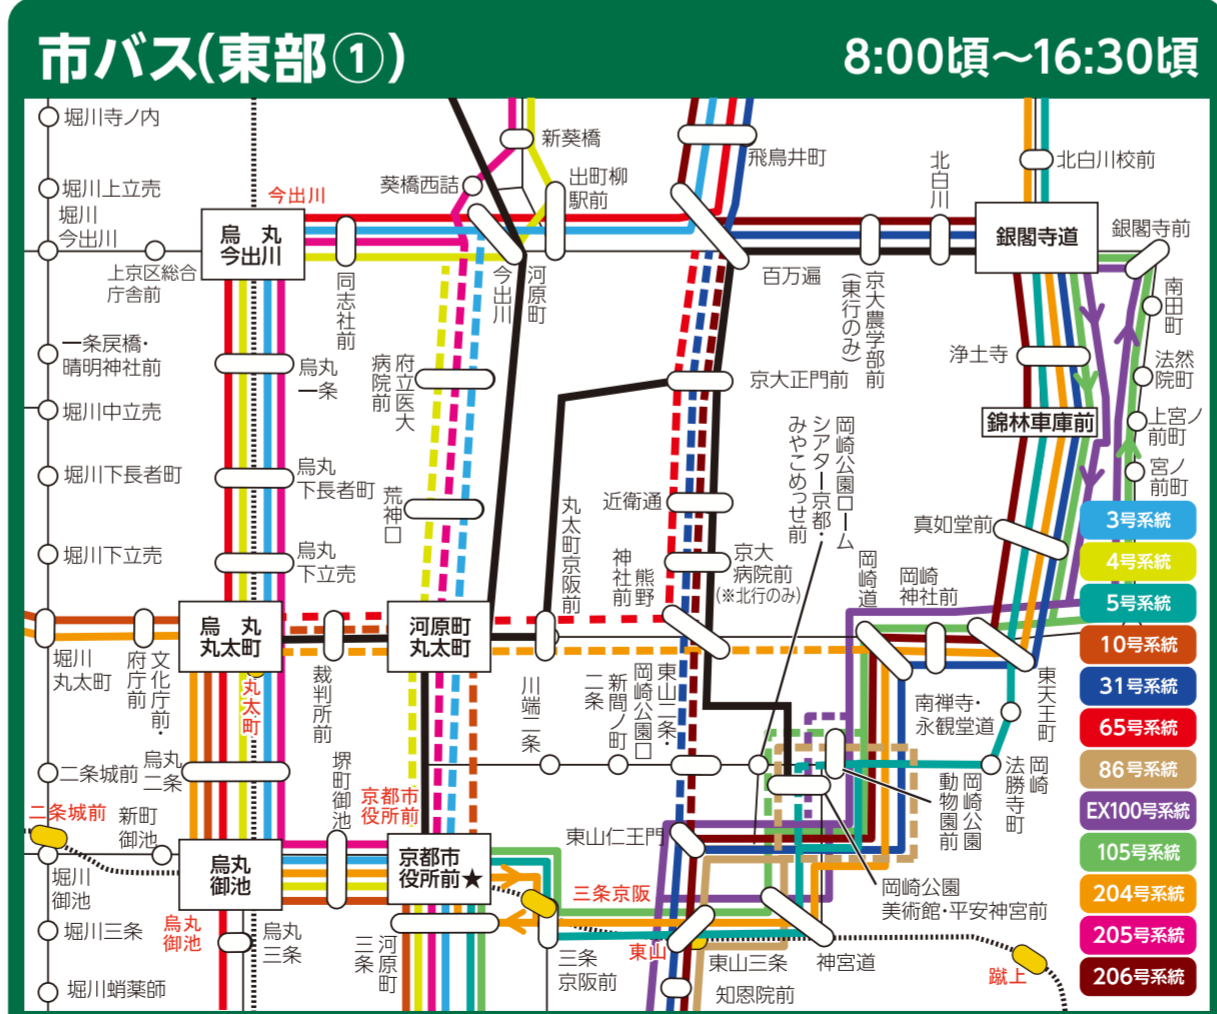 市バス(東部①)
8:00頃～16:30頃
堀川寺ノ内
堀川上立売
堀川
今出川
上京区総合
庁舎前
一条戻橋・
晴明神社前
堀川中立売
堀川下長者町
堀川下立売
堀川
丸太町
府庁前
文化庁前・
二条城前
二条城前
新町
御池
堀川
御池
堀川三条
堀川蛸薬師
今出川
烏丸
今出川
同志社前
烏丸
一条
烏丸
下長者町
烏丸
下立売
烏丸
丸太町
丸太町
裁判所前
烏丸
二条
堺町御池
烏丸
御池
烏丸
御池
烏丸
三条
新葵橋
葵橋西詰
出町柳
駅前
河原町
今出川
府立医大
病院前
荒神口
河原町
丸太町
丸太町京阪前
川端二条
京都市
役所前
京都市
役所前★
河原町
三条
三条京阪
三条
京阪前
飛鳥井町
百万遍
京大農学部前
(東行のみ)
北白川
北白川校前
銀閣寺道
銀閣寺前
南田町
法然院町
上宮ノ前町
宮ノ前町
浄土寺
錦林車庫前
真如堂前
京大正門前
近衛通
京大
病院前
(※北行のみ)
熊野
神社前
岡崎公園ローム
シアター京都・
みやこめっせ前
岡崎道
岡崎
神社前
東天王町
南禅寺・
永観堂道
岡崎
法勝寺町
岡崎公園
動物園前
新間ノ町
二条
東山二条・
岡崎公園口
東山仁王門
岡崎公園
美術館・平安神宮前
東山
東山三条
神宮道
知恩院前
蹴上
3号系統
4号系統
5号系統
10号系統
31号系統
65号系統
86号系統
EX100号系統
105号系統
204号系統
205号系統
206号系統